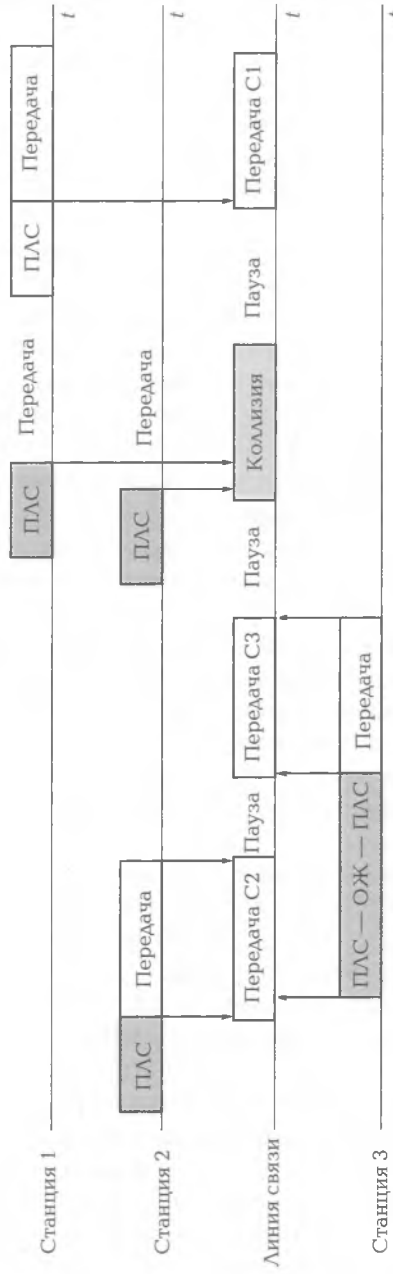 Станция 1 ПЛС Передача ПЛС Передача t
Станция 2 ПЛС Передача ПЛС Передача t
Линия связи Передача С2 Пауза Передача С3 Пауза Коллизия Пауза Передача С1 t
Станция 3 ПЛС — ОЖ — ПЛС Передача t